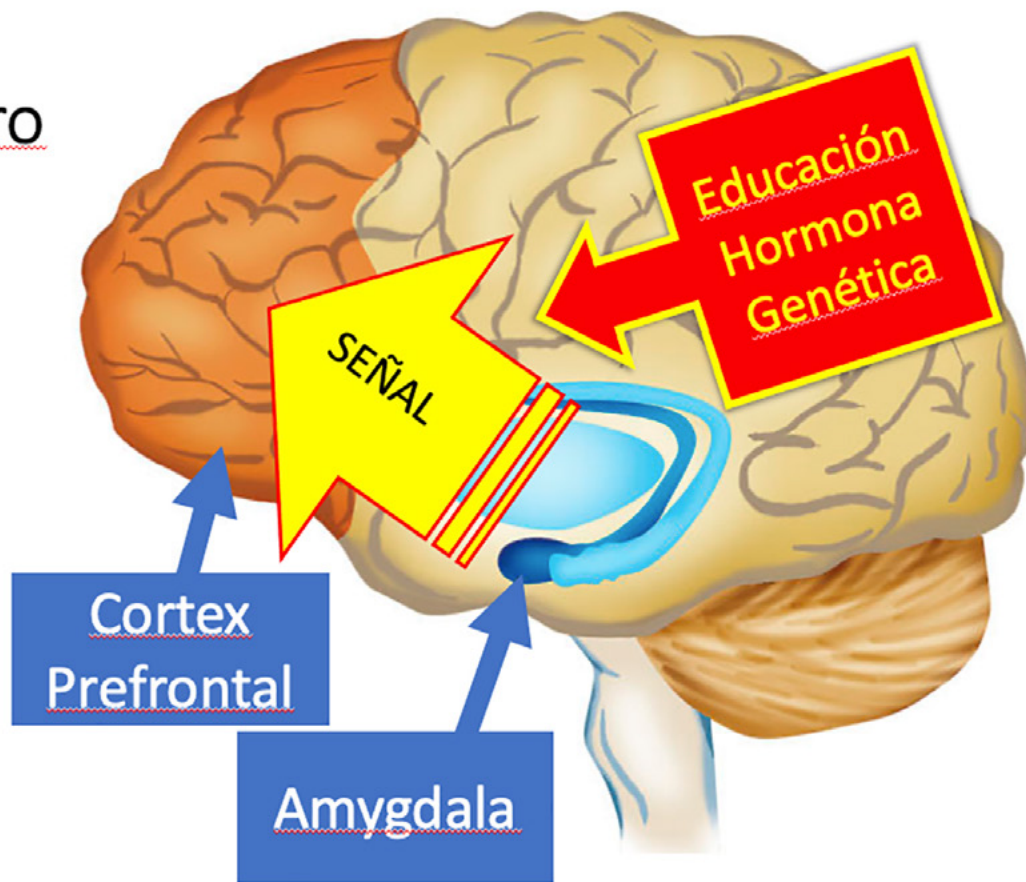 ro
Educación
Hormona
Genética
SEÑAL
Cortex
Prefrontal
Amygdala